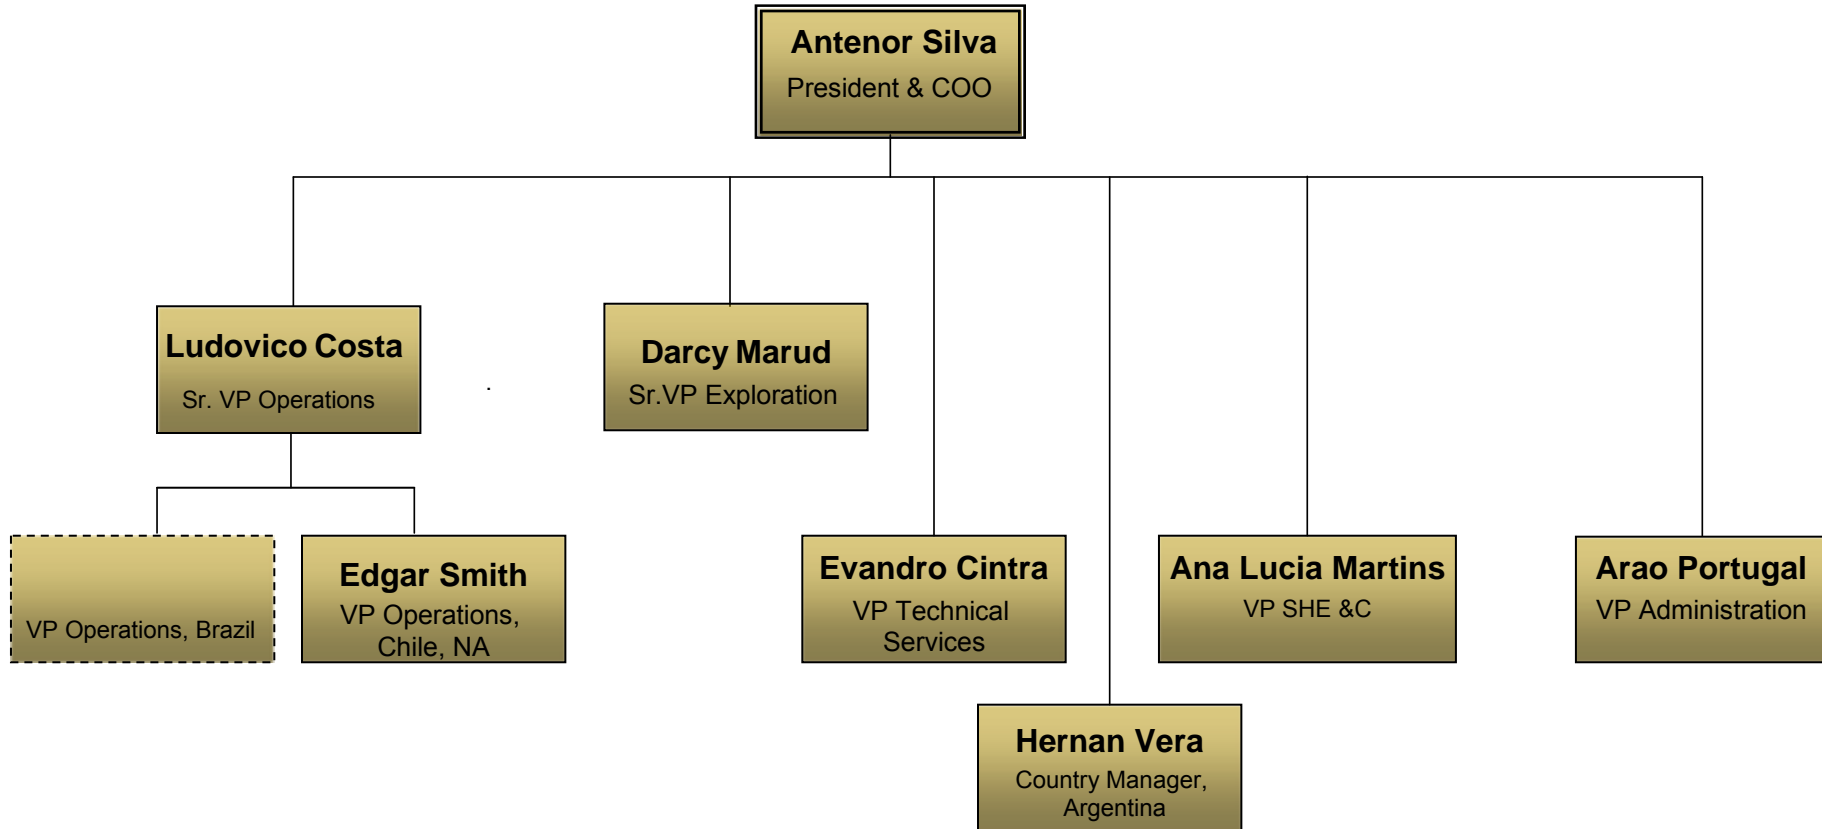 Antenor Silva
President & COO
Ludovico Costa
Sr. VP Operations
.
Darcy Marud
Sr.VP Exploration
VP Operations, Brazil
Edgar Smith
VP Operations,
Chile, NA
Evandro Cintra
VP Technical
Services
Ana Lucia Martins
VP SHE &C
Arao Portugal
VP Administration
Hernan Vera
Country Manager,
Argentina